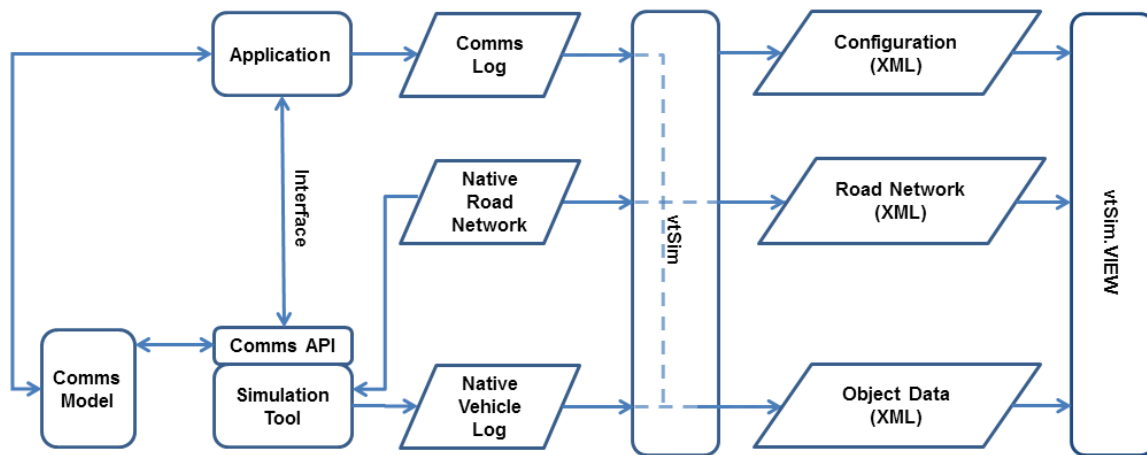 Application
Comms
Log
Configuration
(XML)
Interface
Native
Road
Network
vtSim
Road Network
(XML)
vtSim.VIEW
Comms
Model
Comms API
Simulation
Tool
Native
Vehicle
Log
Object Data
(XML)